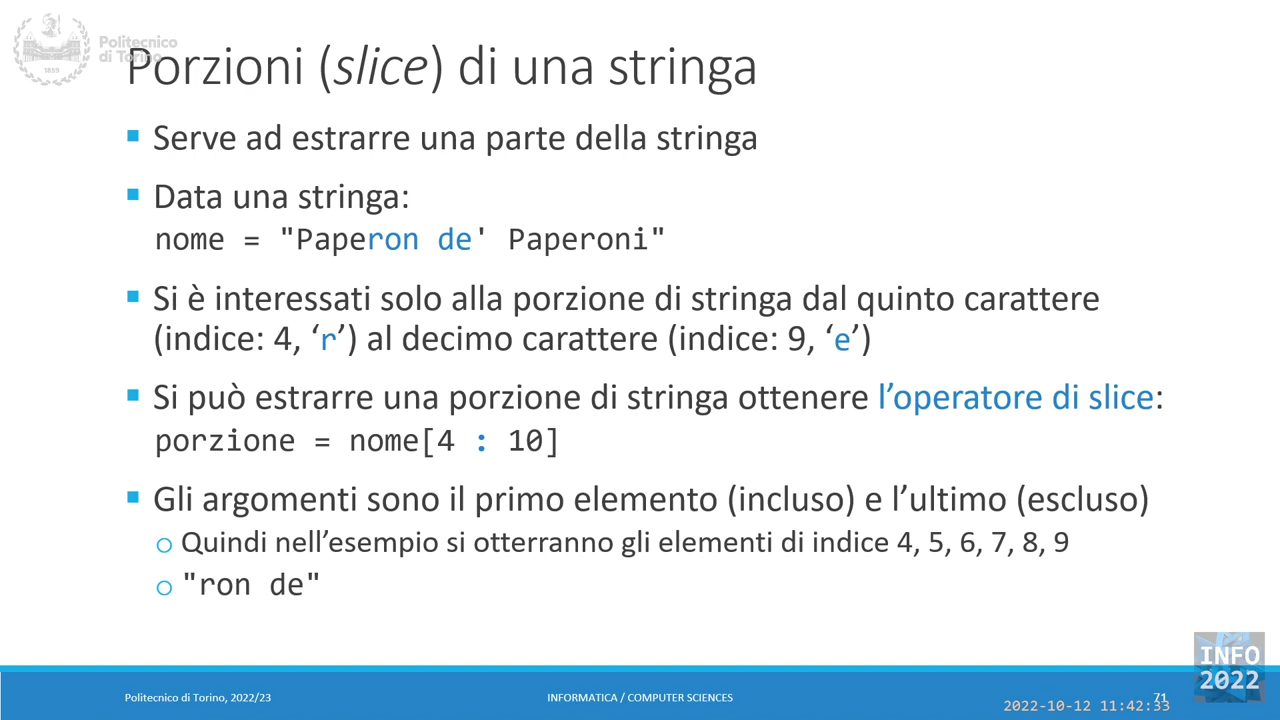 Politecnico
di Torino
1859
Porzioni (slice) di una stringa
Serve ad estrarre una parte della stringa
Data una stringa:
nome = "Paperon de' Paperoni"
Si è interessati solo alla porzione di stringa dal quinto carattere
(indice: 4, ‘r’) al decimo carattere (indice: 9, ‘e’)
Si può estrarre una porzione di stringa ottenere l’operatore di slice:
porzione = nome[4 : 10]
Gli argomenti sono il primo elemento (incluso) e l’ultimo (escluso)
Quindi nell’esempio si otterranno gli elementi di indice 4, 5, 6, 7, 8, 9
"ron de"
INFO
2022
Politecnico di Torino, 2022/23
INFORMATICA / COMPUTER SCIENCES
71
2022-10-12 11:42:33